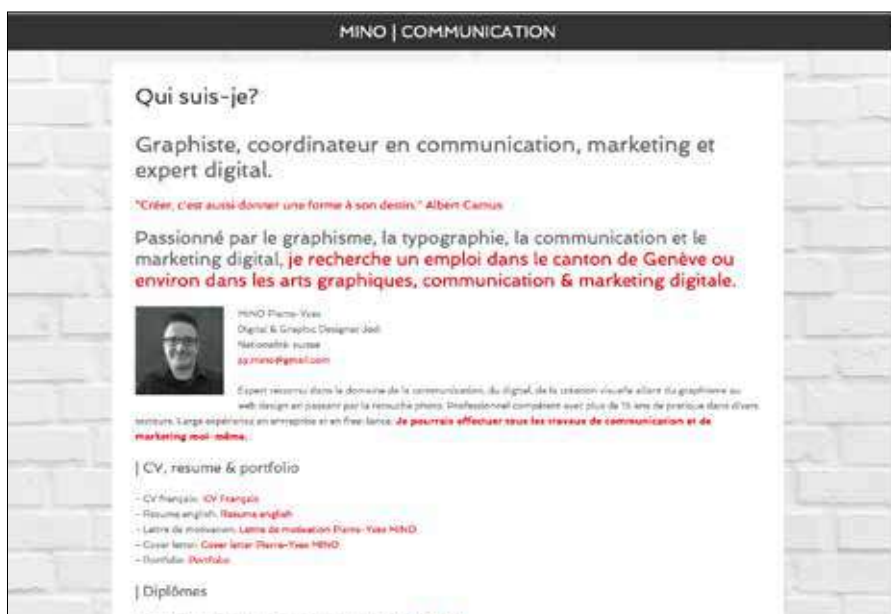 MINO | COMMUNICATION
Qui suis-je?
Graphiste, coordinateur en communication, marketing et
expert digital.
"Créer, c'est aussi donner une forme à son destin." Albert Camus
Passionné par le graphisme, la typographie, la communication et le
marketing digital, je recherche un emploi dans le canton de Genève ou
environ dans les arts graphiques, communication & marketing digitale.
MINO Pierre-Yves
Digital & Graphic Designer Jedi
Nationalité: suisse
py.mino@gmail.com
Expert reconnu dans le domaine de la communication, du digital, de la création visuelle allant du graphisme au
web design en passant par la retouche photo. Professionnel compétent avec plus de 15 ans de pratique dans divers
secteurs. Large expérience en entreprise et en free-lance. Je pourrais effectuer tous les travaux de communication et de
marketing moi-même.
| CV, resume & portfolio
- CV français: CV Français
- Resume english: Resume english
- Lettre de motivation: Lettre de motivation Pierre-Yves MINO
- Cover letter: Cover letter Pierre-Yves MINO
- Portfolio: Portfolio
| Diplômes